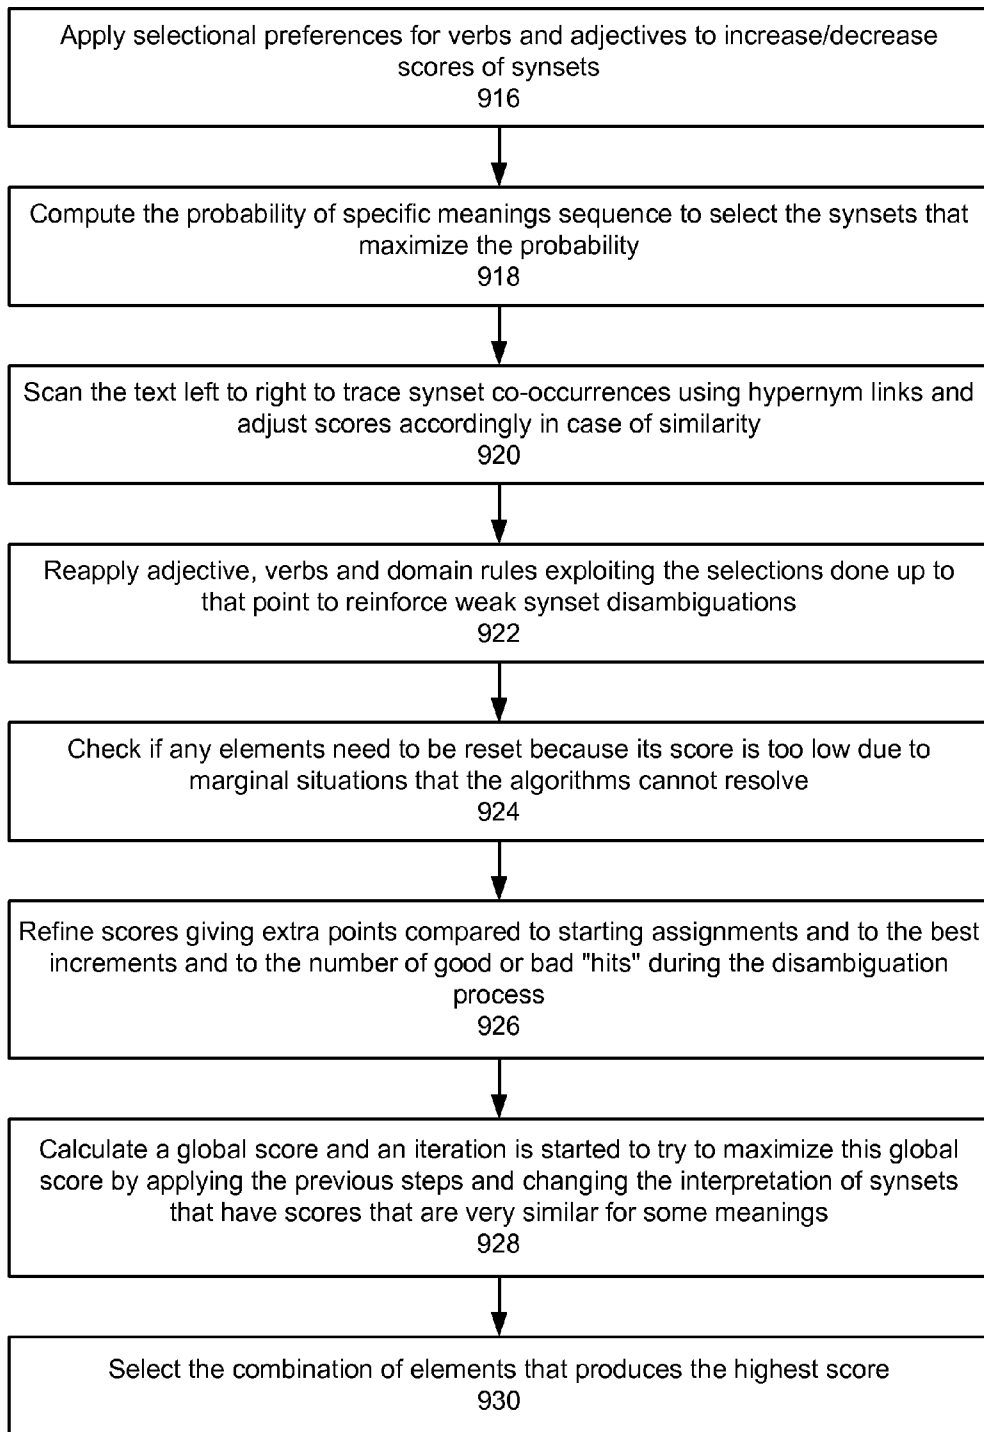 Apply selectional preferences for verbs and adjectives to increase/decrease
scores of synsets
916
Compute the probability of specific meanings sequence to select the synsets that
maximize the probability
918
Scan the text left to right to trace synset co-occurrences using hypernym links and
adjust scores accordingly in case of similarity
920
Reapply adjective, verbs and domain rules exploiting the selections done up to
that point to reinforce weak synset disambiguations
922
Check if any elements need to be reset because its score is too low due to
marginal situations that the algorithms cannot resolve
924
Refine scores giving extra points compared to starting assignments and to the best
increments and to the number of good or bad "hits" during the disambiguation
process
926
Calculate a global score and an iteration is started to try to maximize this global
score by applying the previous steps and changing the interpretation of synsets
that have scores that are very similar for some meanings
928
Select the combination of elements that produces the highest score
930